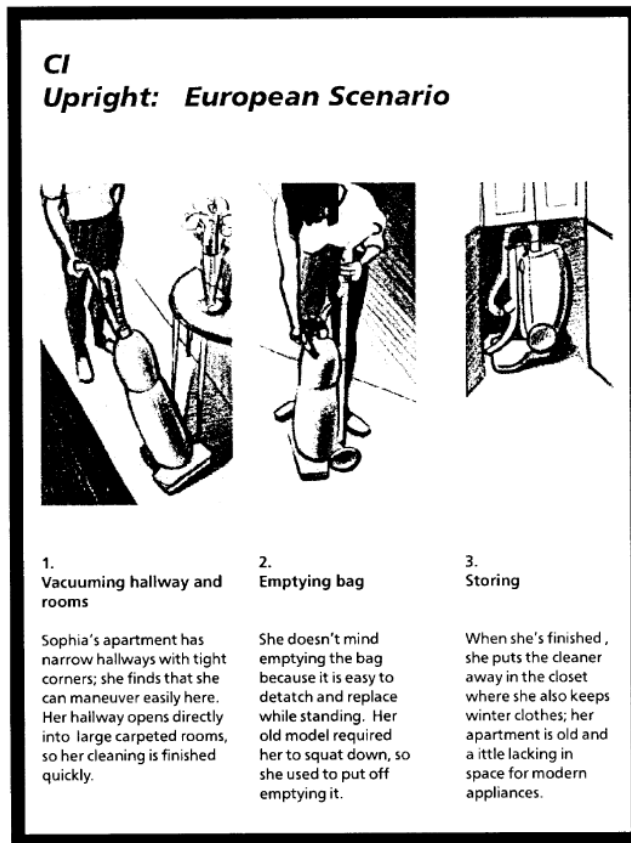 CI
Upright: European Scenario
1.
Vacuuming hallway and
rooms
Sophia's apartment has
narrow hallways with tight
corners; she finds that she
can maneuver easily here.
Her hallway opens directly
into large carpeted rooms,
so her cleaning is finished
quickly.
2.
Emptying bag
She doesn't mind
emptying the bag
because it is easy to
detatch and replace
while standing. Her
old model required
her to squat down, so
she used to put off
emptying it.
3.
Storing
When she's finished ,
she puts the cleaner
away in the closet
where she also keeps
winter clothes; her
apartment is old and
a ittle lacking in
space for modern
appliances.